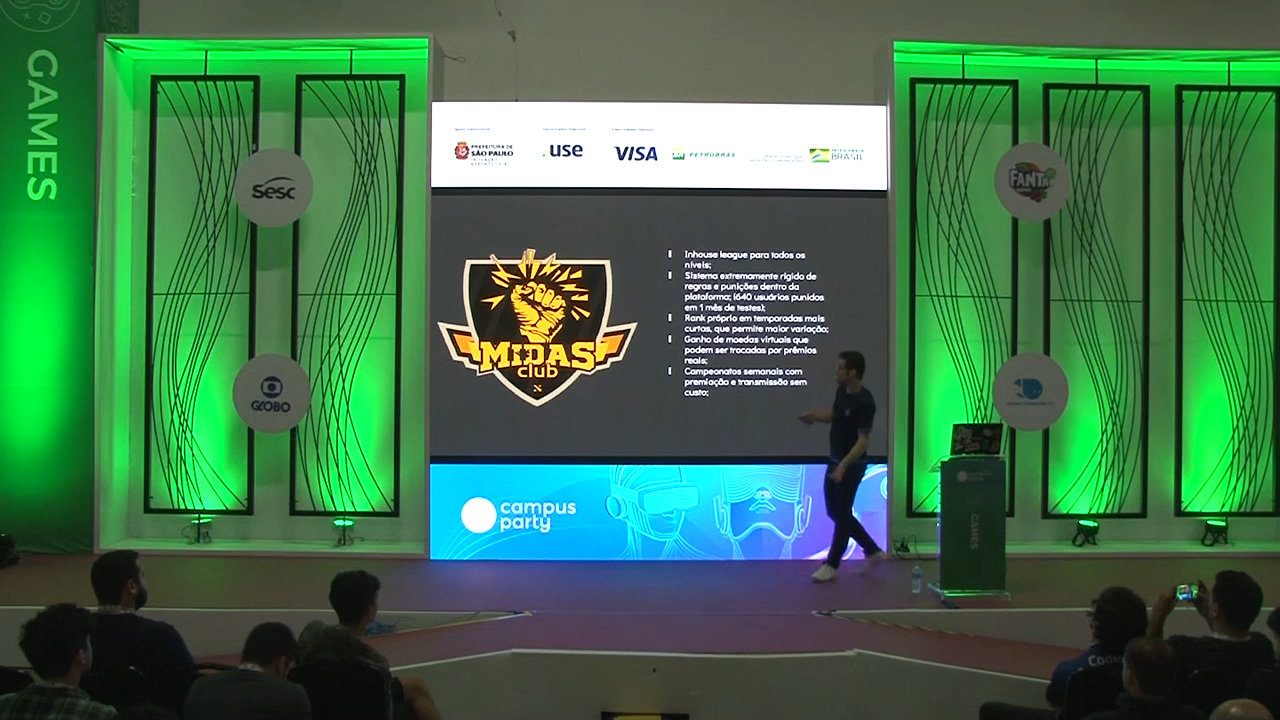 GAMES
Sesc
GLOBO
PREFEITURA DE
SÃO PAULO
.use
VISA
BR PETROBRAS
BRASIL
MIDAS
club
Inhouse league para todos os
níveis;
Sistema extremamente rígido de
regras e punições dentro da
plataforma; (640 usuários punidos
em 1 mês de testes);
Rank próprio em temporadas mais
curtas, que permite maior variação;
Ganho de moedas virtuais que
podem ser trocadas por prêmios
reais;
Campeonatos semanais com
premiação e transmissão sem
custo;
campus
party
FANTA
GAMES